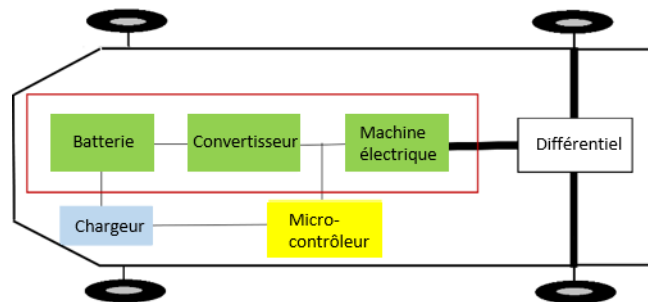 Batterie
Convertisseur
Machine
électrique
Différentiel
Chargeur
Micro-
contrôleur